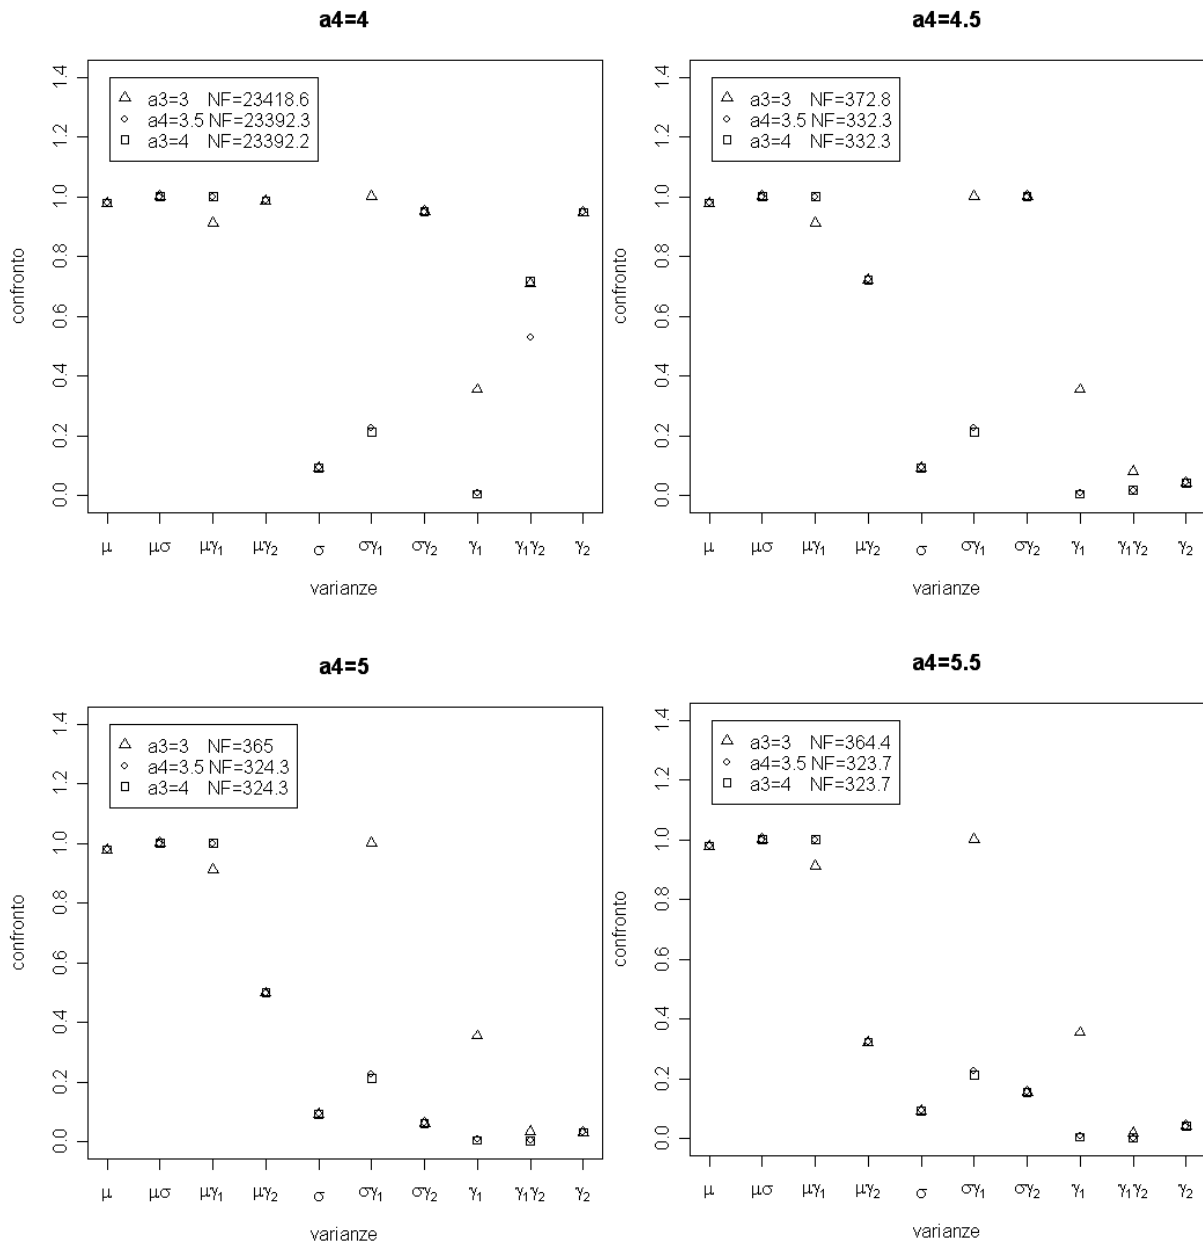 a4=4
confronto
1.4
1.2
1.0
0.8
0.6
0.4
0.2
0.0
a3=3 NF=23418.6
a4=3.5 NF=23392.3
a3=4 NF=23392.2
μ μσ μγ₁ μγ₂ σ σγ₁ σγ₂ γ₁ γ₁γ₂ γ₂
varianze
a4=4.5
confronto
1.4
1.2
1.0
0.8
0.6
0.4
0.2
0.0
a3=3 NF=372.8
a4=3.5 NF=332.3
a3=4 NF=332.3
μ μσ μγ₁ μγ₂ σ σγ₁ σγ₂ γ₁ γ₁γ₂ γ₂
varianze
a4=5
confronto
1.4
1.2
1.0
0.8
0.6
0.4
0.2
0.0
a3=3 NF=365
a4=3.5 NF=324.3
a3=4 NF=324.3
μ μσ μγ₁ μγ₂ σ σγ₁ σγ₂ γ₁ γ₁γ₂ γ₂
varianze
a4=5.5
confronto
1.4
1.2
1.0
0.8
0.6
0.4
0.2
0.0
a3=3 NF=364.4
a4=3.5 NF=323.7
a3=4 NF=323.7
μ μσ μγ₁ μγ₂ σ σγ₁ σγ₂ γ₁ γ₁γ₂ γ₂
varianze